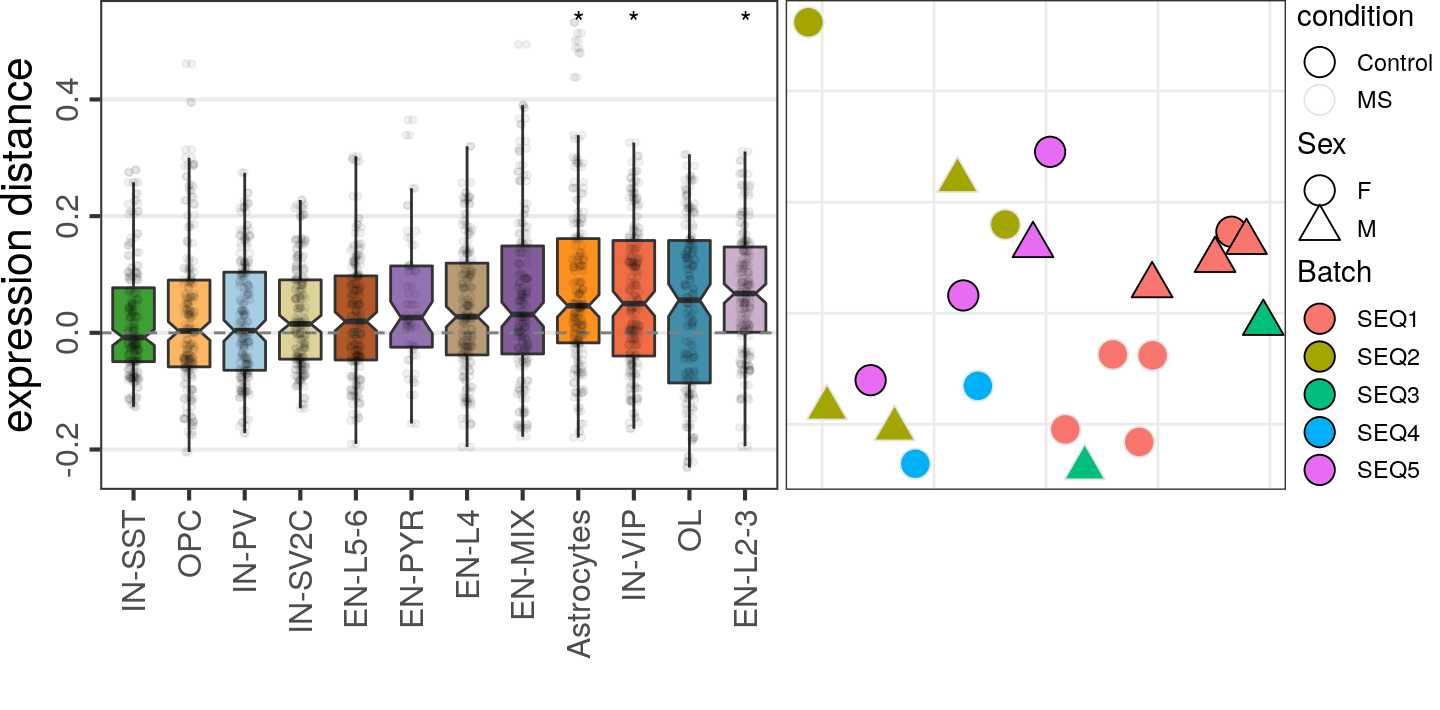 expression distance
0.4
0.2
0.0
-0.2
* * *
IN-SST
OPC
IN-PV
IN-SV2C
EN-L5-6
EN-PYR
EN-L4
EN-MIX
Astrocytes
IN-VIP
OL
EN-L2-3
condition
Control
MS
Sex
F
M
Batch
SEQ1
SEQ2
SEQ3
SEQ4
SEQ5